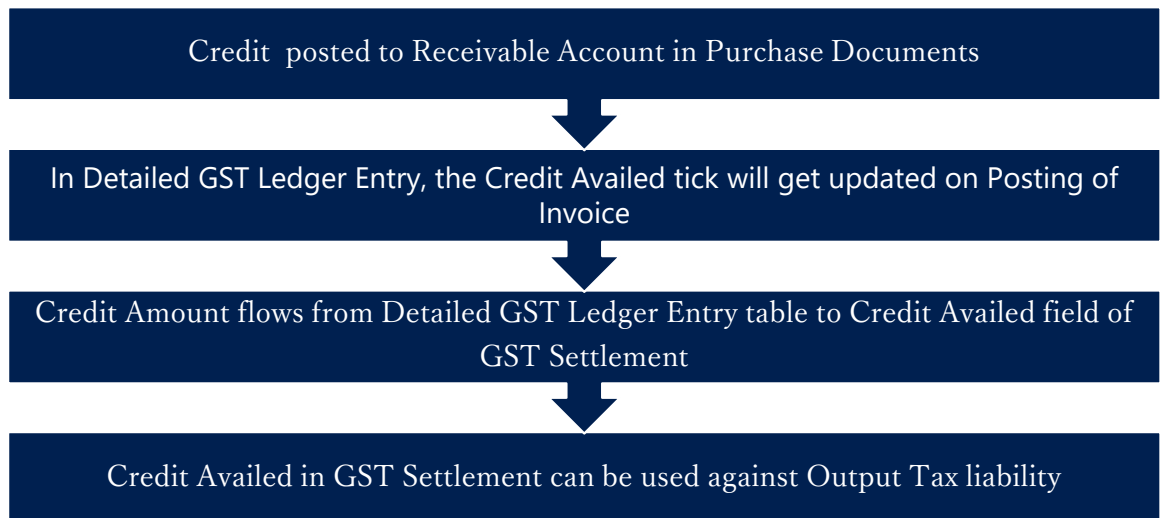 Credit  posted to Receivable Account in Purchase Documents
In Detailed GST Ledger Entry, the Credit Availed tick will get updated on Posting of
Invoice
Credit Amount flows from Detailed GST Ledger Entry table to Credit Availed field of
GST Settlement
Credit Availed in GST Settlement can be used against Output Tax liability